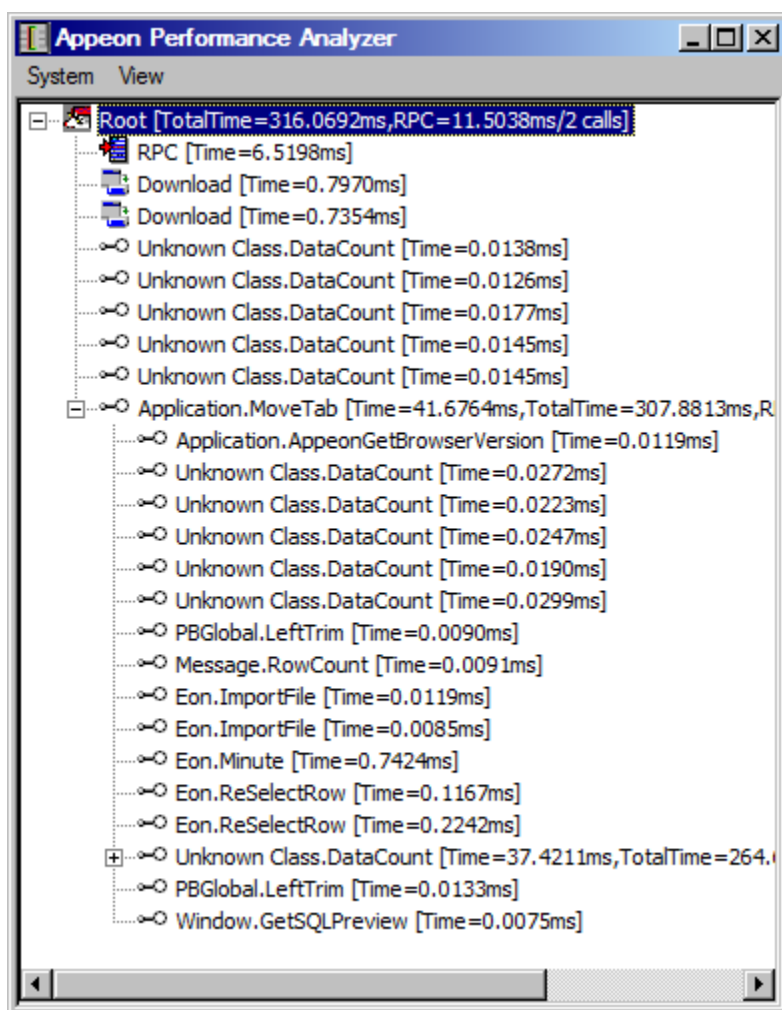 Appeon Performance Analyzer
System View
Root [TotalTime=316.0692ms,RPC=11.5038ms/2 calls]
RPC [Time=6.5198ms]
Download [Time=0.7970ms]
Download [Time=0.7354ms]
Unknown Class.DataCount [Time=0.0138ms]
Unknown Class.DataCount [Time=0.0126ms]
Unknown Class.DataCount [Time=0.0177ms]
Unknown Class.DataCount [Time=0.0145ms]
Unknown Class.DataCount [Time=0.0145ms]
Application.MoveTab [Time=41.6764ms,TotalTime=307.8813ms,R
Application.AppeonGetBrowserVersion [Time=0.0119ms]
Unknown Class.DataCount [Time=0.0272ms]
Unknown Class.DataCount [Time=0.0223ms]
Unknown Class.DataCount [Time=0.0247ms]
Unknown Class.DataCount [Time=0.0190ms]
Unknown Class.DataCount [Time=0.0299ms]
PBGlobal.LeftTrim [Time=0.0090ms]
Message.RowCount [Time=0.0091ms]
Eon.ImportFile [Time=0.0119ms]
Eon.ImportFile [Time=0.0085ms]
Eon.Minute [Time=0.7424ms]
Eon.ReSelectRow [Time=0.1167ms]
Eon.ReSelectRow [Time=0.2242ms]
Unknown Class.DataCount [Time=37.4211ms,TotalTime=264.
PBGlobal.LeftTrim [Time=0.0133ms]
Window.GetSQLPreview [Time=0.0075ms]